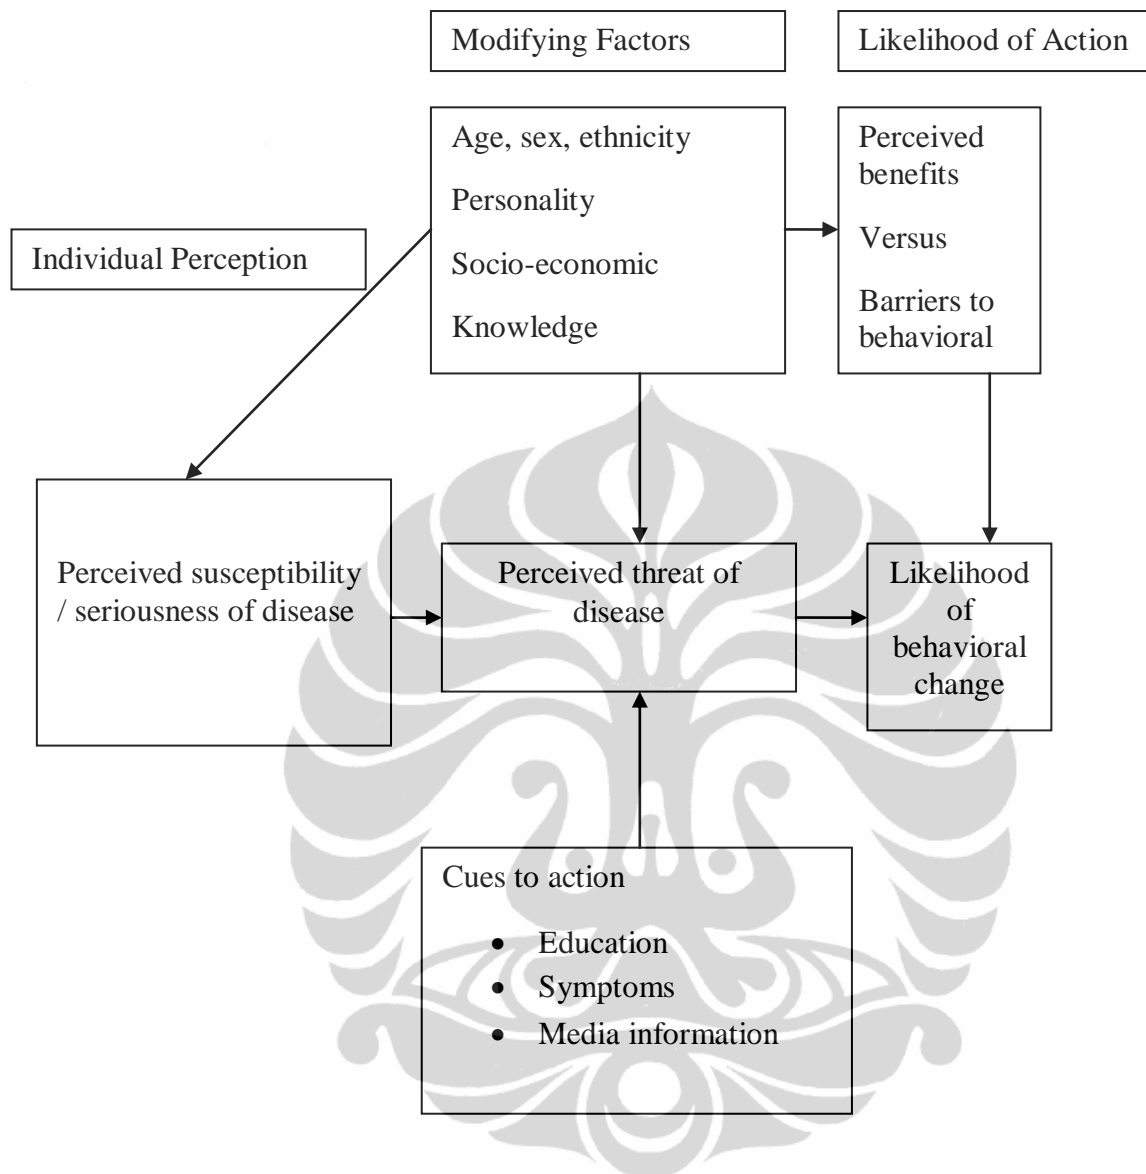 Modifying Factors
Likelihood of Action
Age, sex, ethnicity
Personality
Socio-economic
Knowledge
Perceived
benefits
Versus
Barriers to
behavioral
Individual Perception
Perceived susceptibility
/ seriousness of disease
Perceived threat of
disease
Likelihood
of
behavioral
change
Cues to action
• Education
• Symptoms
• Media information